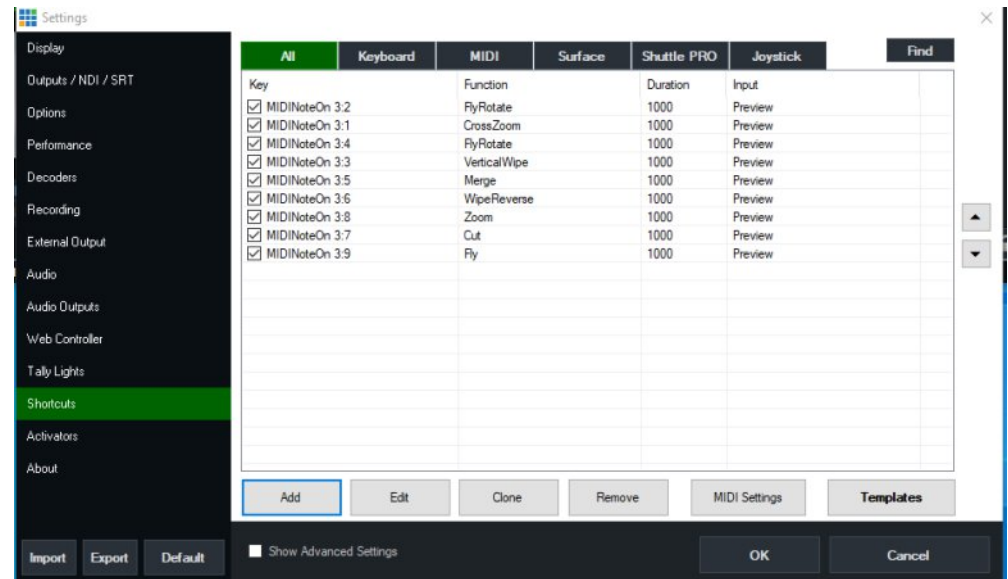 Settings
Display
Outputs / NDI / SRT
Options
Performance
Decoders
Recording
External Output
Audio
Audio Outputs
Web Controller
Tally Lights
Shortcuts
Activators
About
Import Export Default
All Keyboard MIDI Surface Shuttle PRO Joystick Find
Key Function Duration Input
MIDINoteOn 3:2 FlyRotate 1000 Preview
MIDINoteOn 3:1 CrossZoom 1000 Preview
MIDINoteOn 3:4 FlyRotate 1000 Preview
MIDINoteOn 3:3 VerticalWipe 1000 Preview
MIDINoteOn 3:5 Merge 1000 Preview
MIDINoteOn 3:6 WipeReverse 1000 Preview
MIDINoteOn 3:8 Zoom 1000 Preview
MIDINoteOn 3:7 Cut 1000 Preview
MIDINoteOn 3:9 Fly 1000 Preview
Add Edit Clone Remove MIDI Settings Templates
Show Advanced Settings
OK Cancel